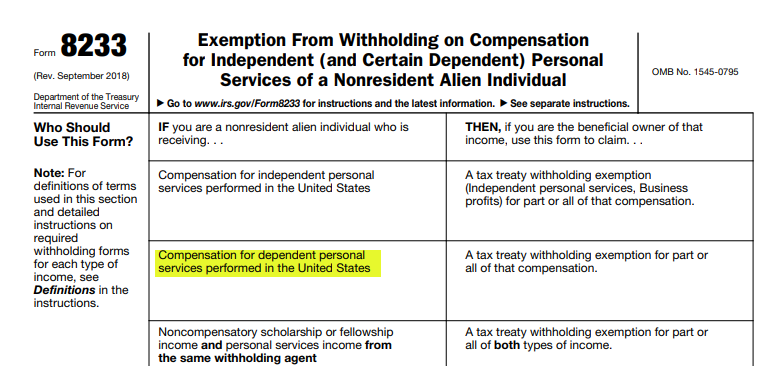 Form 8233
(Rev. September 2018)
Department of the Treasury
Internal Revenue Service
Exemption From Withholding on Compensation
for Independent (and Certain Dependent) Personal
Services of a Nonresident Alien Individual
▶ Go to www.irs.gov/Form8233 for instructions and the latest information. ▶ See separate instructions.
OMB No. 1545-0795
Who Should
Use This Form?
Note: For
definitions of terms
used in this section
and detailed
instructions on
required
withholding forms
for each type of
income, see
Definitions in the
instructions.
IF you are a nonresident alien individual who is
receiving. . .
THEN, if you are the beneficial owner of that
income, use this form to claim. . .
Compensation for independent personal
services performed in the United States
A tax treaty withholding exemption
(Independent personal services, Business
profits) for part or all of that compensation.
Compensation for dependent personal
services performed in the United States
A tax treaty withholding exemption for part or
all of that compensation.
Noncompensatory scholarship or fellowship
income and personal services income from
the same withholding agent
A tax treaty withholding exemption for part or
all of both types of income.